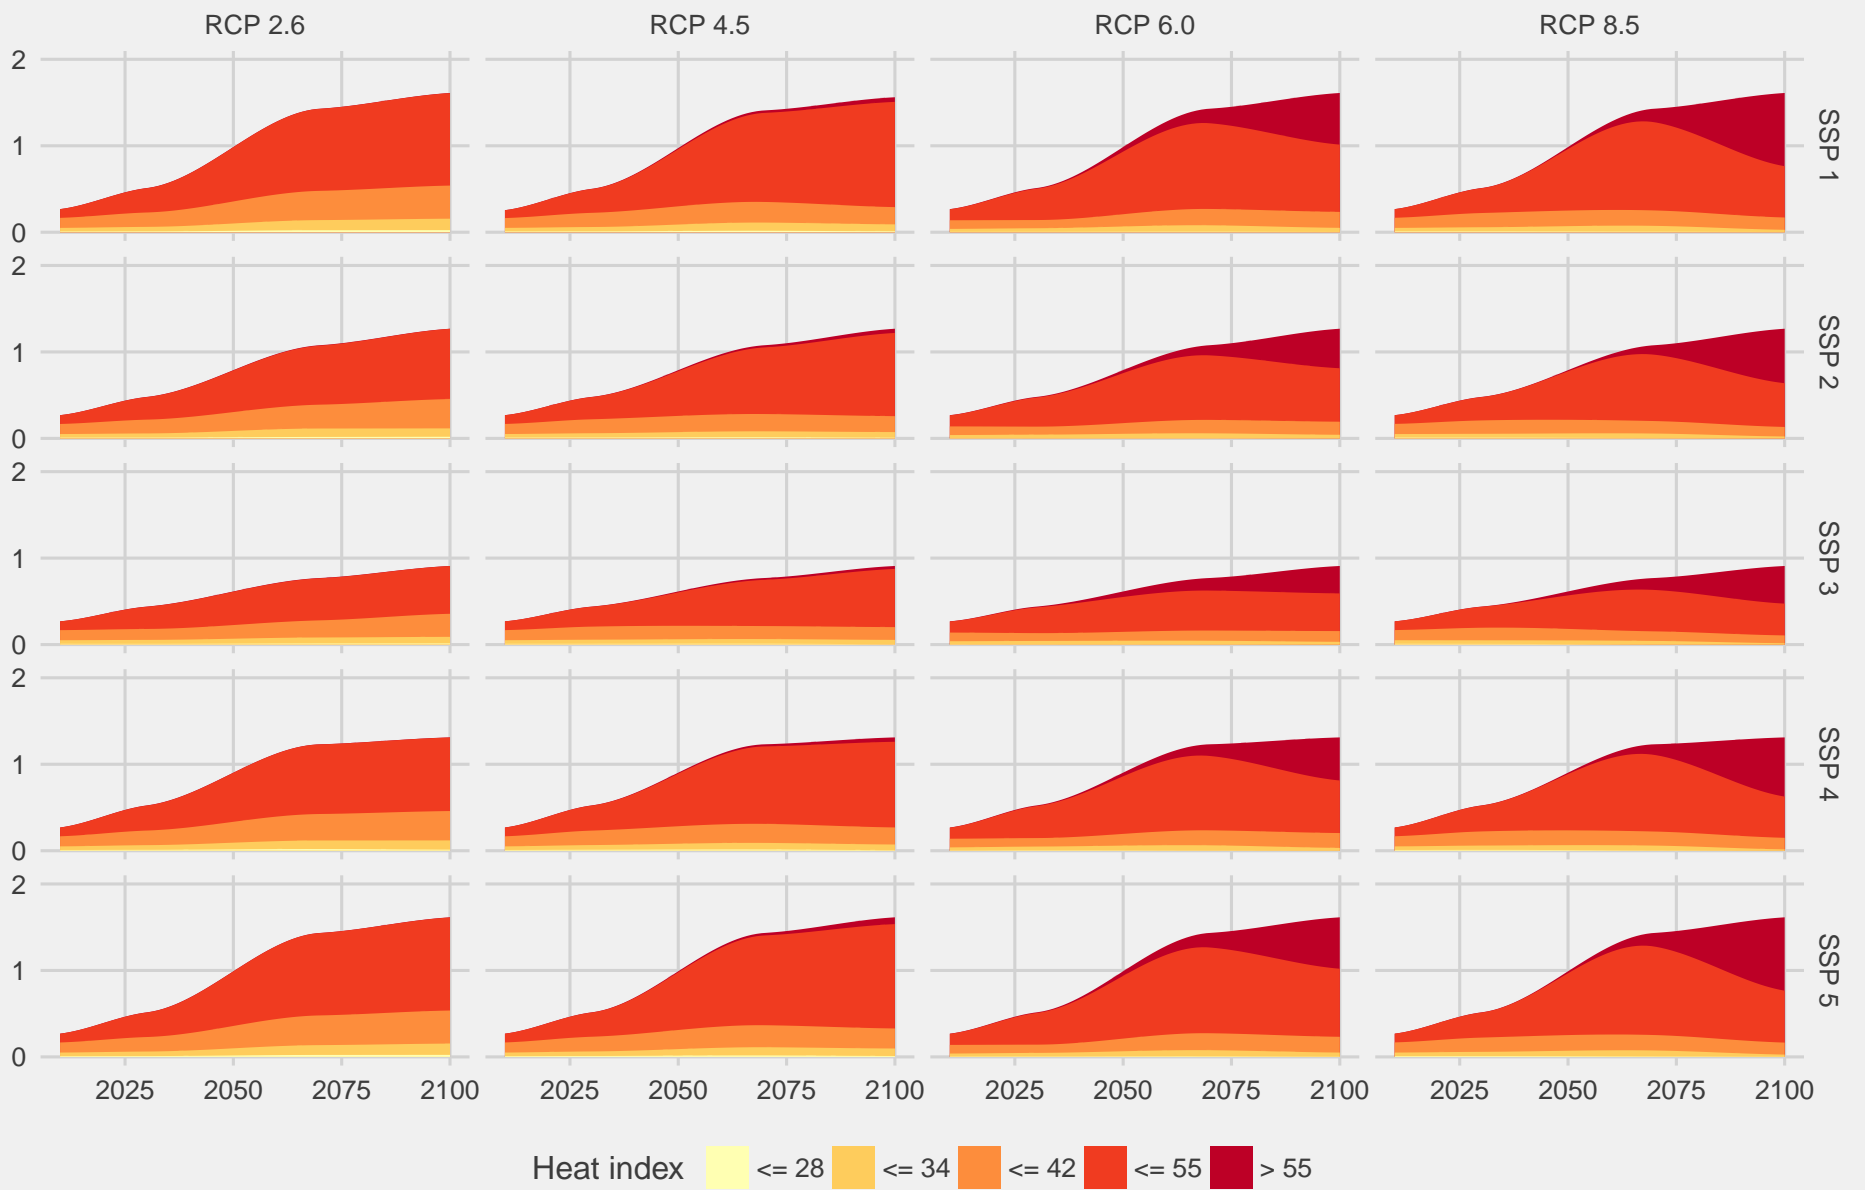 RCP 2.6 RCP 4.5 RCP 6.0 RCP 8.5
2
1
0
SSP 1
2
1
0
SSP 2
2
1
0
SSP 3
2
1
0
SSP 4
2
1
0
SSP 5
2025 2050 2075 2100 2025 2050 2075 2100 2025 2050 2075 2100 2025 2050 2075 2100
Heat index <= 28 <= 34 <= 42 <= 55 > 55